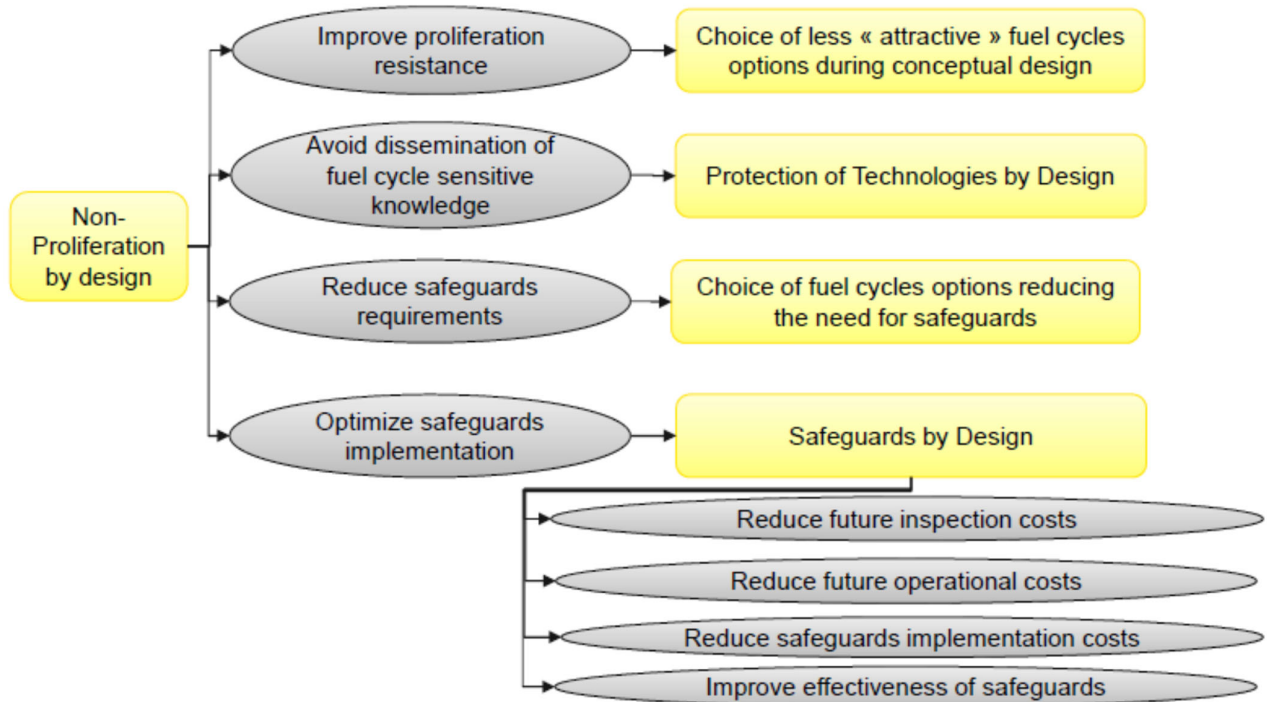 Improve proliferation
resistance
Choice of less « attractive » fuel cycles
options during conceptual design
Avoid dissemination of
fuel cycle sensitive
knowledge
Protection of Technologies by Design
Non-
Proliferation
by design
Reduce safeguards
requirements
Choice of fuel cycles options reducing
the need for safeguards
Optimize safeguards
implementation
Safeguards by Design
Reduce future inspection costs
Reduce future operational costs
Reduce safeguards implementation costs
Improve effectiveness of safeguards